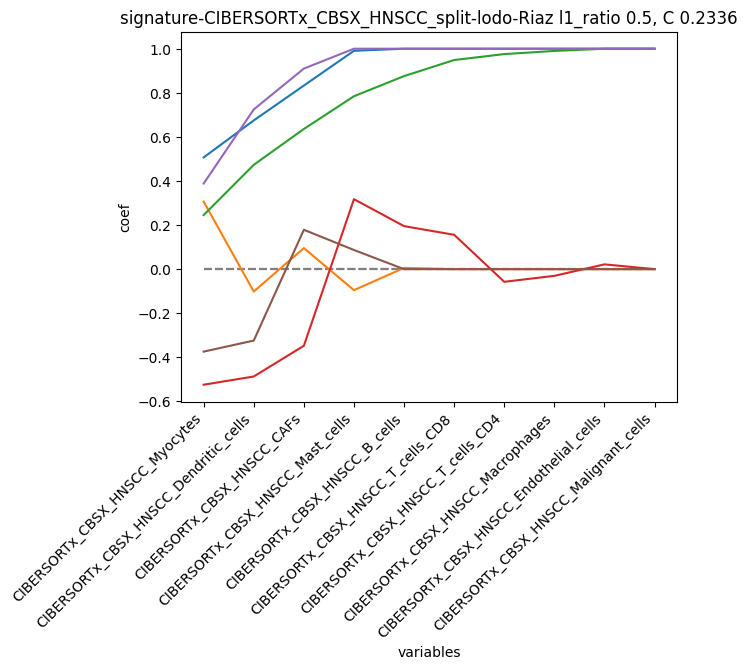 signature-CIBERSORTx_CBSX_HNSCC_split-lodo-Riaz l1_ratio 0.5, C 0.2336
1.0
0.8
0.6
0.4
0.2
0.0
−0.2
−0.4
−0.6
coef
CIBERSORTx_CBSX_HNSCC_Myocytes
CIBERSORTx_CBSX_HNSCC_Dendritic_cells
CIBERSORTx_CBSX_HNSCC_CAFs
CIBERSORTx_CBSX_HNSCC_Mast_cells
CIBERSORTx_CBSX_HNSCC_B_cells
CIBERSORTx_CBSX_HNSCC_T_cells_CD8
CIBERSORTx_CBSX_HNSCC_T_cells_CD4
CIBERSORTx_CBSX_HNSCC_Macrophages
CIBERSORTx_CBSX_HNSCC_Endothelial_cells
CIBERSORTx_CBSX_HNSCC_Malignant_cells
variables